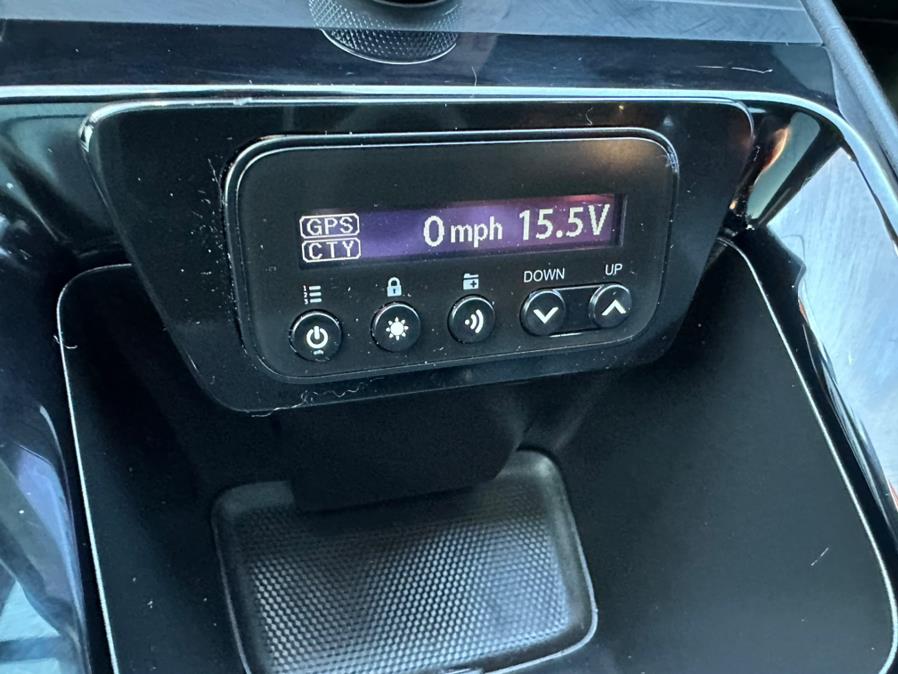 GPS
CTY
0 mph 15.5V
DOWN UP